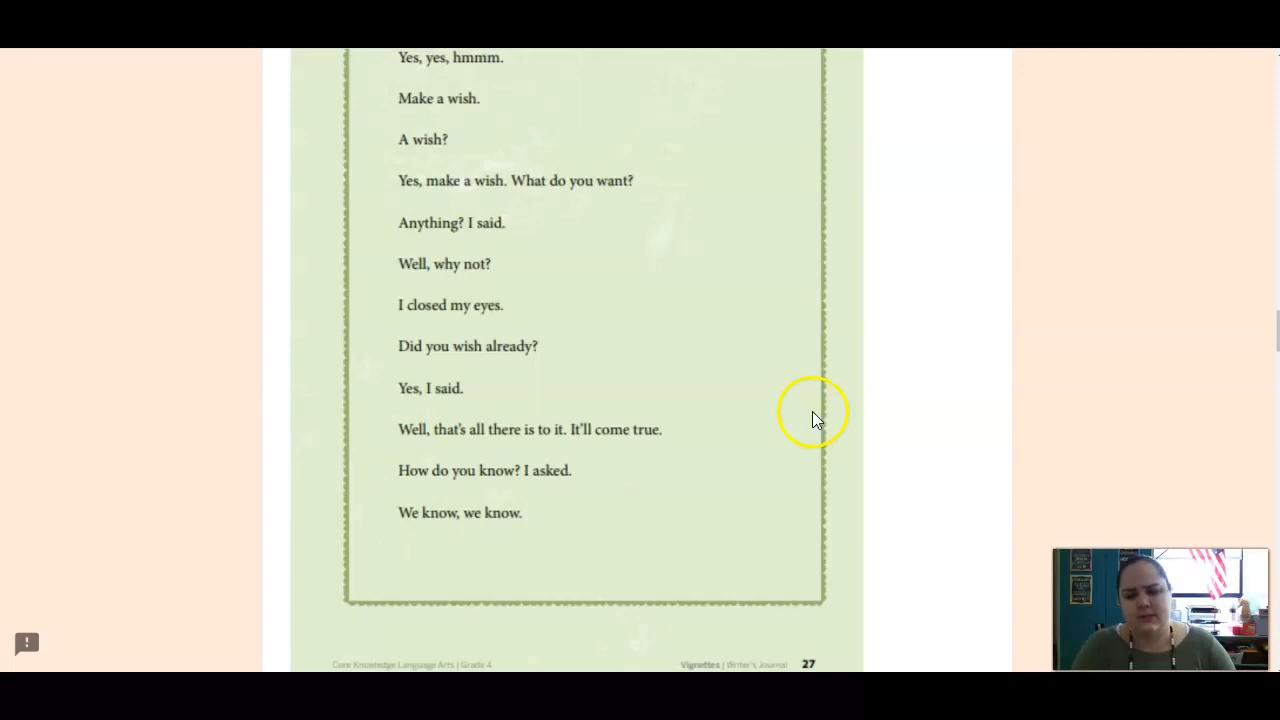 Yes, yes, hmmm.
Make a wish.
A wish?
Yes, make a wish. What do you want?
Anything? I said.
Well, why not?
I closed my eyes.
Did you wish already?
Yes, I said.
Well, that's all there is to it. It'll come true.
How do you know? I asked.
We know, we know.
Core Knowledge Language Arts | Grade 4
Vignettes | Writer's Journal 27